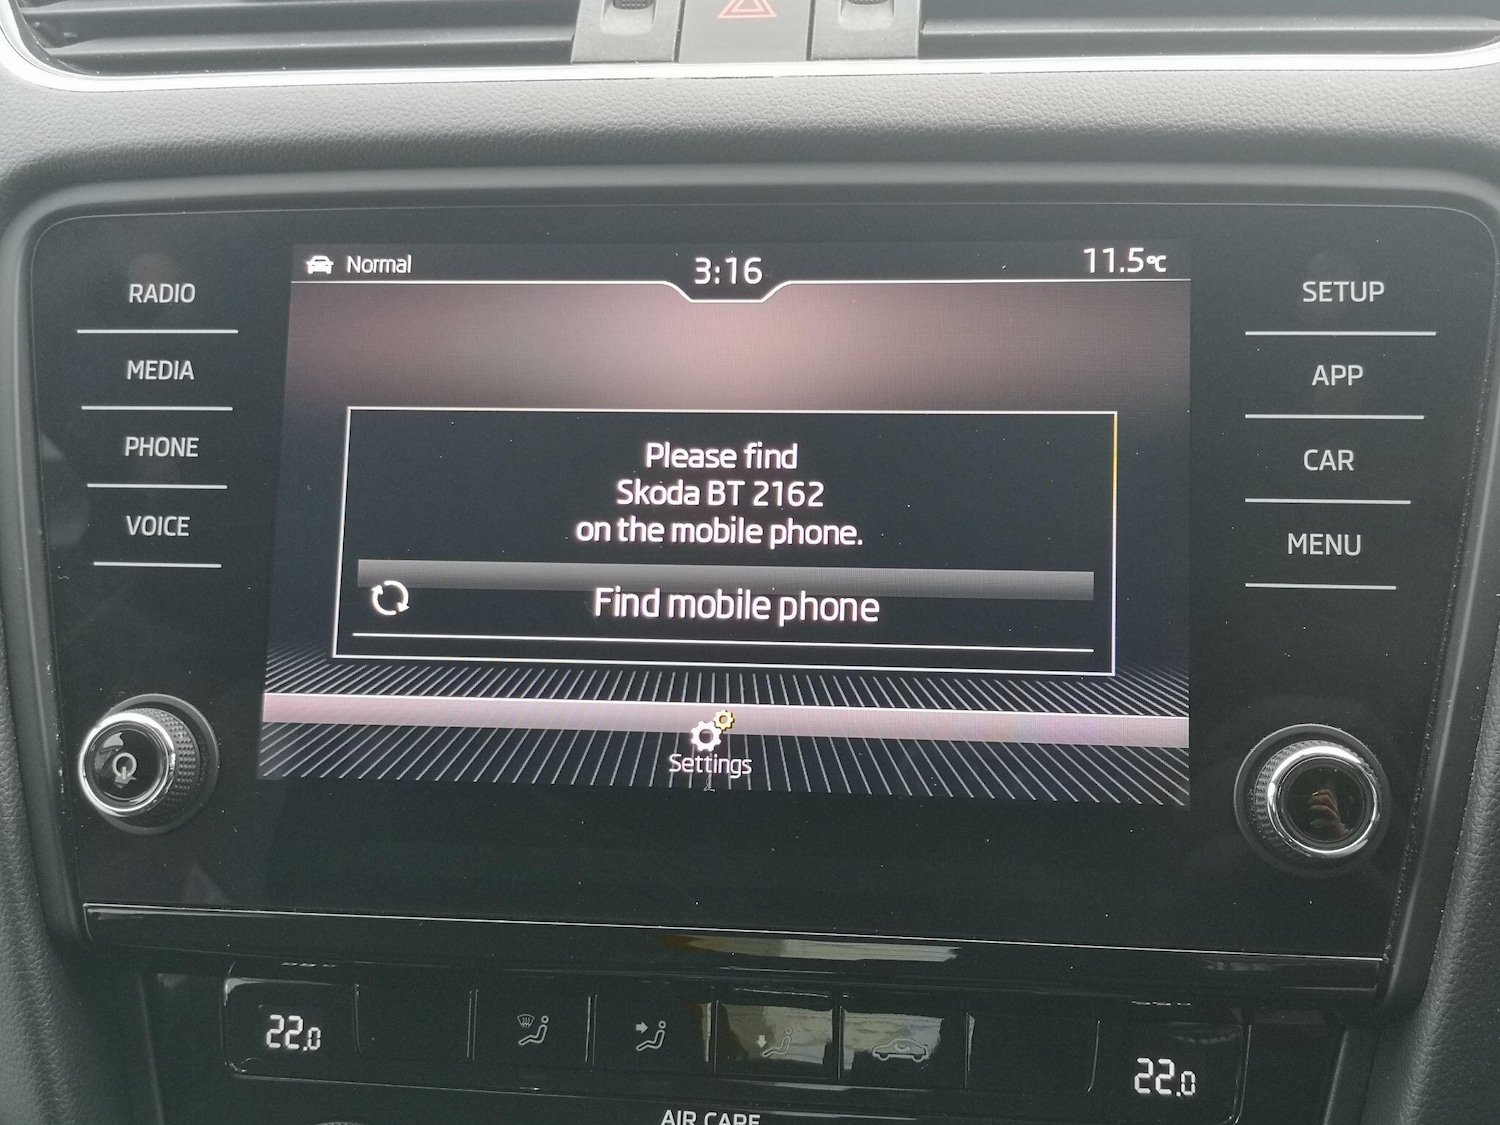 Normal
3:16
11.5°C
RADIO
MEDIA
PHONE
VOICE
SETUP
APP
CAR
MENU
Please find
Skoda BT 2162
on the mobile phone.
Find mobile phone
Settings
22.0
22.0
AIR CARE